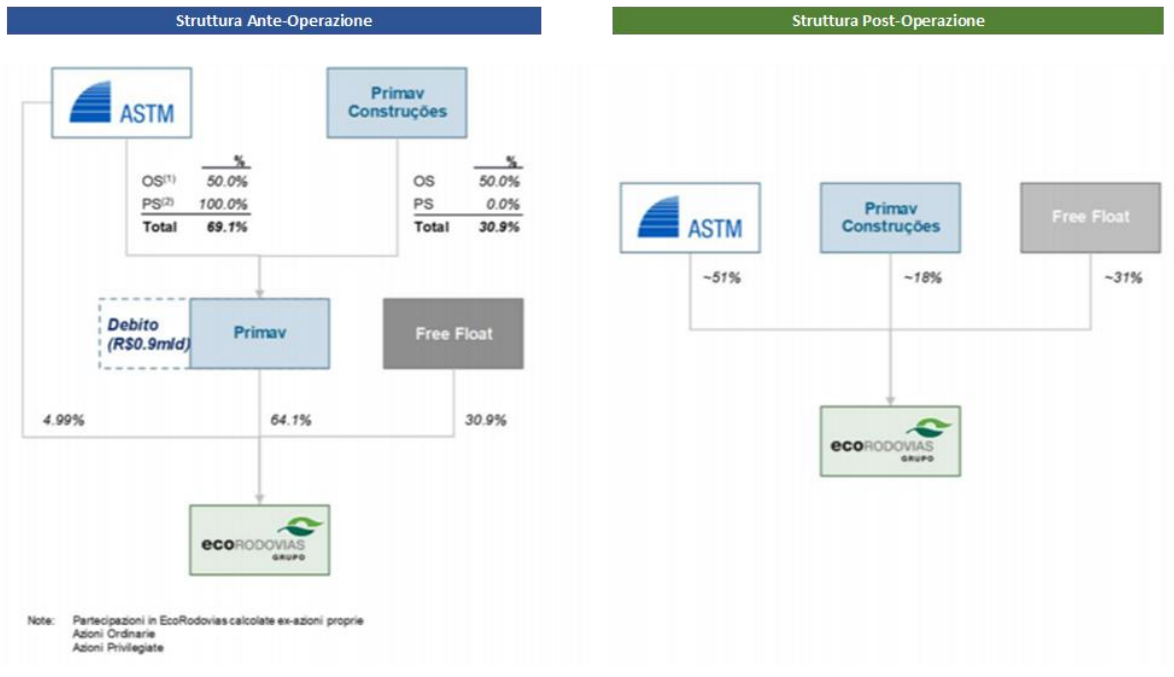 Struttura Ante-Operazione
Struttura Post-Operazione
ASTM
Primav
Construções
%
OS(1) 50.0%
PS(2) 100.0%
Total 69.1%
%
OS 50.0%
PS 0.0%
Total 30.9%
Debito
(R$0.9mld)
Primav
Free Float
4.99%
64.1%
30.9%
ecoRODOVIAS
GRUPO
Note: Partecipazioni in EcoRodovias calcolate ex-azioni proprie
Azioni Ordinarie
Azioni Privilegiate
ASTM
Primav
Construções
Free Float
~51%
~18%
~31%
ecoRODOVIAS
GRUPO